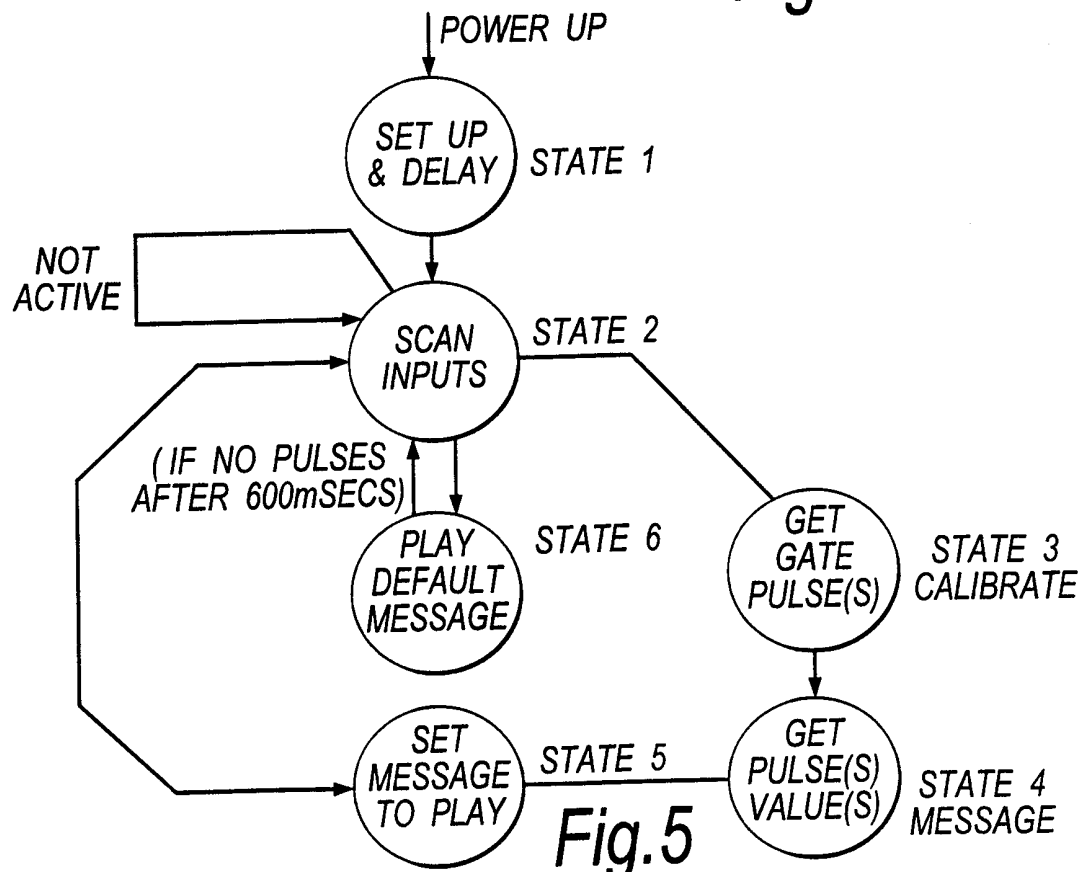 POWER UP
SET UP
& DELAY
STATE 1
NOT
ACTIVE
SCAN
INPUTS
STATE 2
(IF NO PULSES
AFTER 600mSECS)
PLAY
DEFAULT
MESSAGE
STATE 6
GET
GATE
PULSE(S)
STATE 3
CALIBRATE
SET
MESSAGE
TO PLAY
STATE 5
GET
PULSE(S)
VALUE(S)
STATE 4
MESSAGE
Fig.5